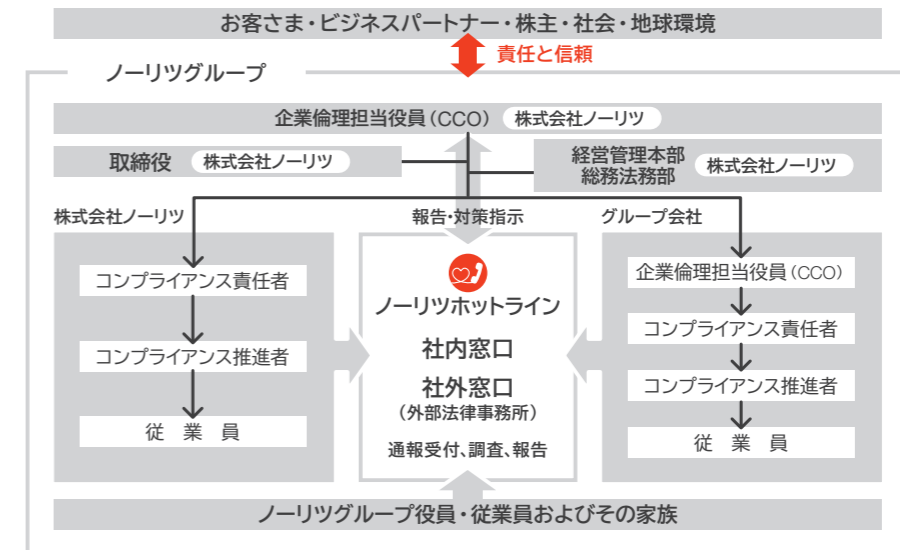 お客さま・ビジネスパートナー・株主・社会・地球環境
責任と信頼
ノーリツグループ
企業倫理担当役員(CCO) 株式会社ノーリツ
取締役 株式会社ノーリツ
経営管理本部
総務法務部
株式会社ノーリツ
株式会社ノーリツ
報告・対策指示
グループ会社
コンプライアンス責任者
コンプライアンス推進者
従業員
ノーリツホットライン
社内窓口
社外窓口
(外部法律事務所)
通報受付、調査、報告
企業倫理担当役員(CCO)
コンプライアンス責任者
コンプライアンス推進者
従業員
ノーリツグループ役員・従業員およびその家族